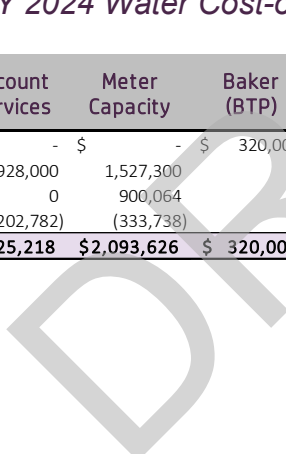 Y 2024 Water Cost-o
count Meter Baker
rvices Capacity (BTP)
- $ - $ 320,00
928,000 1,527,300
0 900,064
202,782) (333,738)
25,218 $2,093,626 $ 320,00
DR